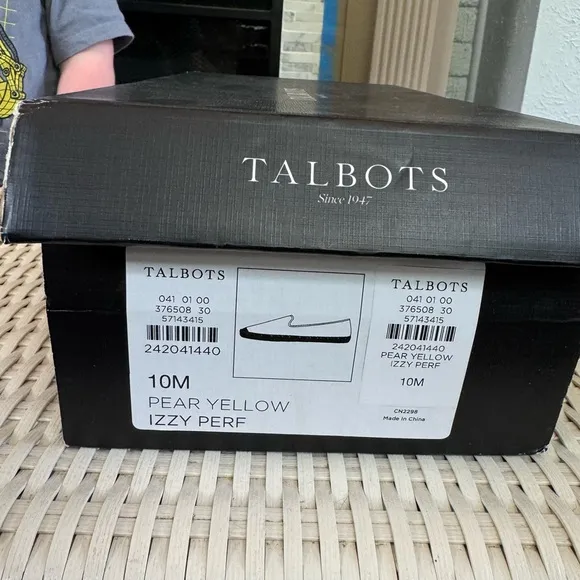 TALBOTS
Since 1947
TALBOTS
041 01 00
376508 30
57143415
242041440
10M
PEAR YELLOW
IZZY PERF
TALBOTS
041 01 00
376508 30
57143415
242041440
PEAR YELLOW
IZZY PERF
10M
CN2298
Made in China